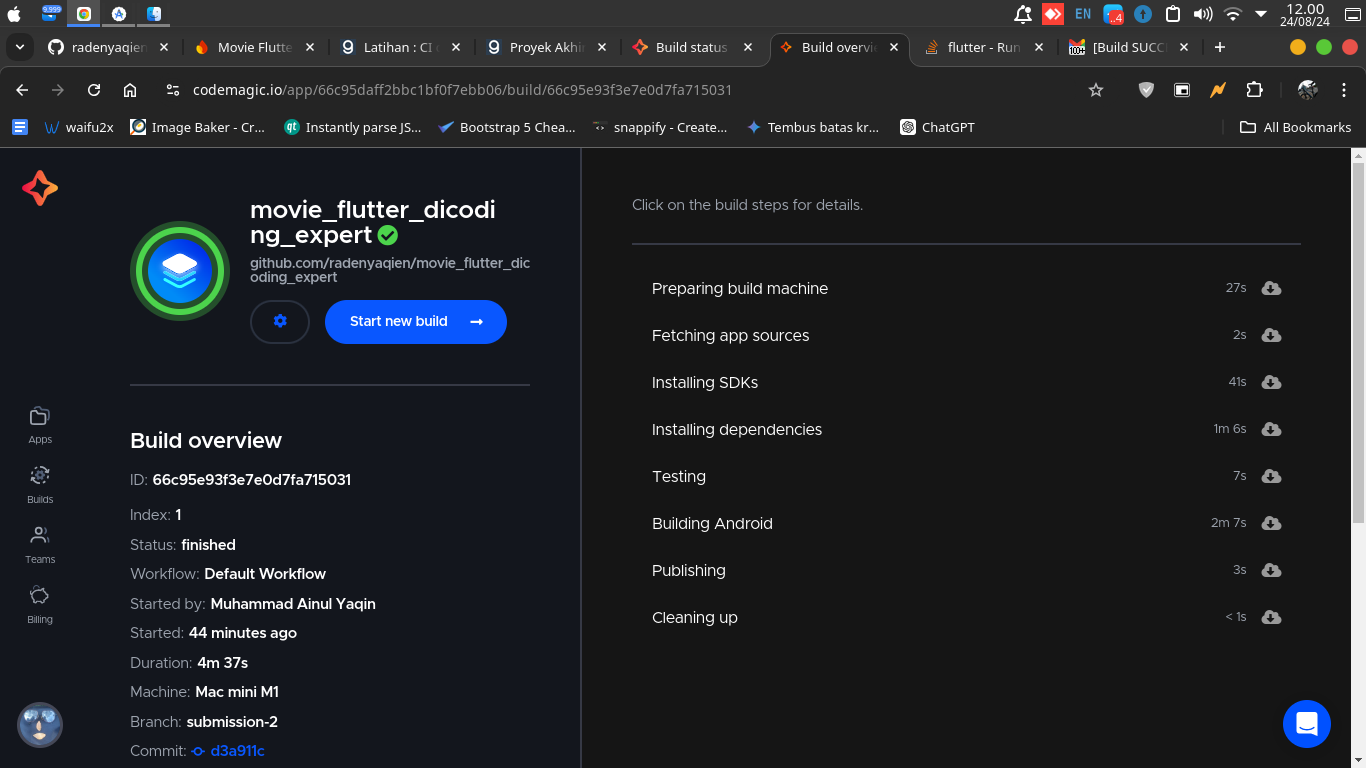 9,999
EN
..4
12.00
24/08/24
radenyaqien
Movie Flutte
Latihan : CI
Proyek Akhi
Build status
Build overvi
flutter - Run
100+
[Build SUCC
codemagic.io/app/66c95daff2bbc1bf0f7ebb06/build/66c95e93f3e7e0d7fa715031
waifu2x
Image Baker - Cr...
qt
Instantly parse JS...
Bootstrap 5 Chea...
snappify - Create...
Tembus batas kr...
ChatGPT
All Bookmarks
movie_flutter_dicodi
ng_expert
github.com/radenyaqien/movie_flutter_dic
oding_expert
Start new build
Apps
Builds
Teams
Billing
Build overview
ID: 66c95e93f3e7e0d7fa715031
Index: 1
Status: finished
Workflow: Default Workflow
Started by: Muhammad Ainul Yaqin
Started: 44 minutes ago
Duration: 4m 37s
Machine: Mac mini M1
Branch: submission-2
Commit: d3a911c
Click on the build steps for details.
Preparing build machine 27s
Fetching app sources 2s
Installing SDKs 41s
Installing dependencies 1m 6s
Testing 7s
Building Android 2m 7s
Publishing 3s
Cleaning up < 1s